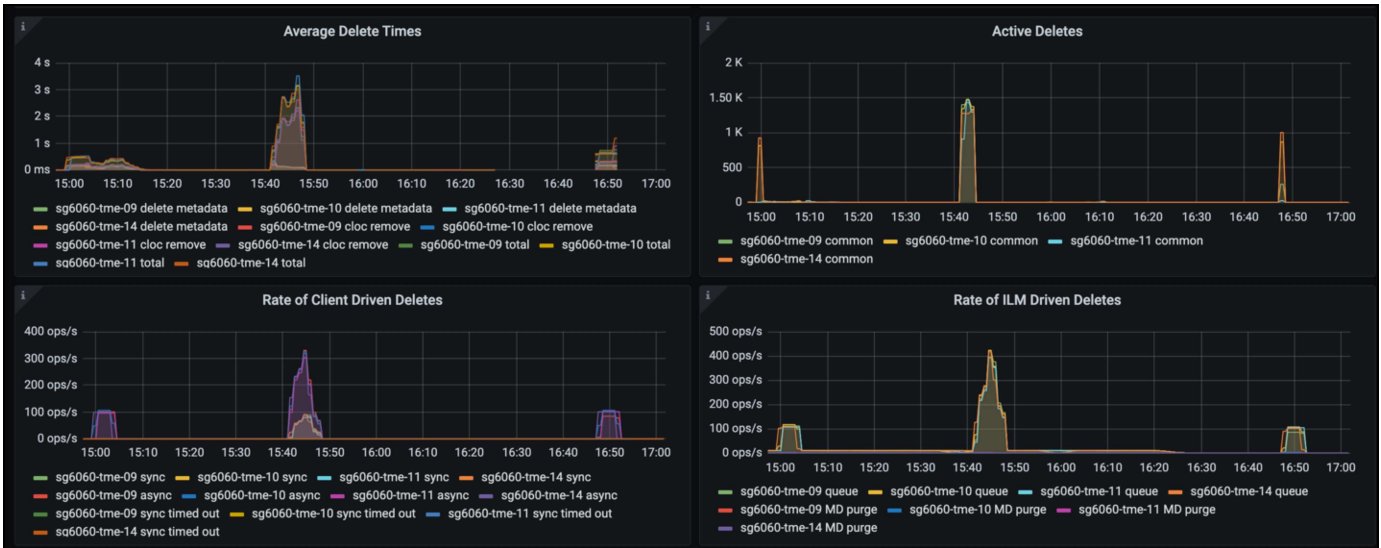 Average Delete Times
4 s
3 s
2 s
1 s
0 ms
15:00 15:10 15:20 15:30 15:40 15:50 16:00 16:10 16:20 16:30 16:40 16:50 17:00
sg6060-tme-09 delete metadata sg6060-tme-10 delete metadata sg6060-tme-11 delete metadata
sg6060-tme-14 delete metadata sg6060-tme-09 cloc remove sg6060-tme-10 cloc remove
sg6060-tme-11 cloc remove sg6060-tme-14 cloc remove sg6060-tme-09 total sg6060-tme-10 total
sg6060-tme-11 total sg6060-tme-14 total
Active Deletes
2 K
1.50 K
1 K
500
0
15:00 15:10 15:20 15:30 15:40 15:50 16:00 16:10 16:20 16:30 16:40 16:50 17:00
sg6060-tme-09 common sg6060-tme-10 common sg6060-tme-11 common
sg6060-tme-14 common
Rate of Client Driven Deletes
400 ops/s
300 ops/s
200 ops/s
100 ops/s
0 ops/s
15:00 15:10 15:20 15:30 15:40 15:50 16:00 16:10 16:20 16:30 16:40 16:50 17:00
sg6060-tme-09 sync sg6060-tme-10 sync sg6060-tme-11 sync sg6060-tme-14 sync
sg6060-tme-09 async sg6060-tme-10 async sg6060-tme-11 async sg6060-tme-14 async
sg6060-tme-09 sync timed out sg6060-tme-10 sync timed out sg6060-tme-11 sync timed out
sg6060-tme-14 sync timed out
Rate of ILM Driven Deletes
500 ops/s
400 ops/s
300 ops/s
200 ops/s
100 ops/s
0 ops/s
15:00 15:10 15:20 15:30 15:40 15:50 16:00 16:10 16:20 16:30 16:40 16:50 17:00
sg6060-tme-09 queue sg6060-tme-10 queue sg6060-tme-11 queue sg6060-tme-14 queue
sg6060-tme-09 MD purge sg6060-tme-10 MD purge sg6060-tme-11 MD purge
sg6060-tme-14 MD purge